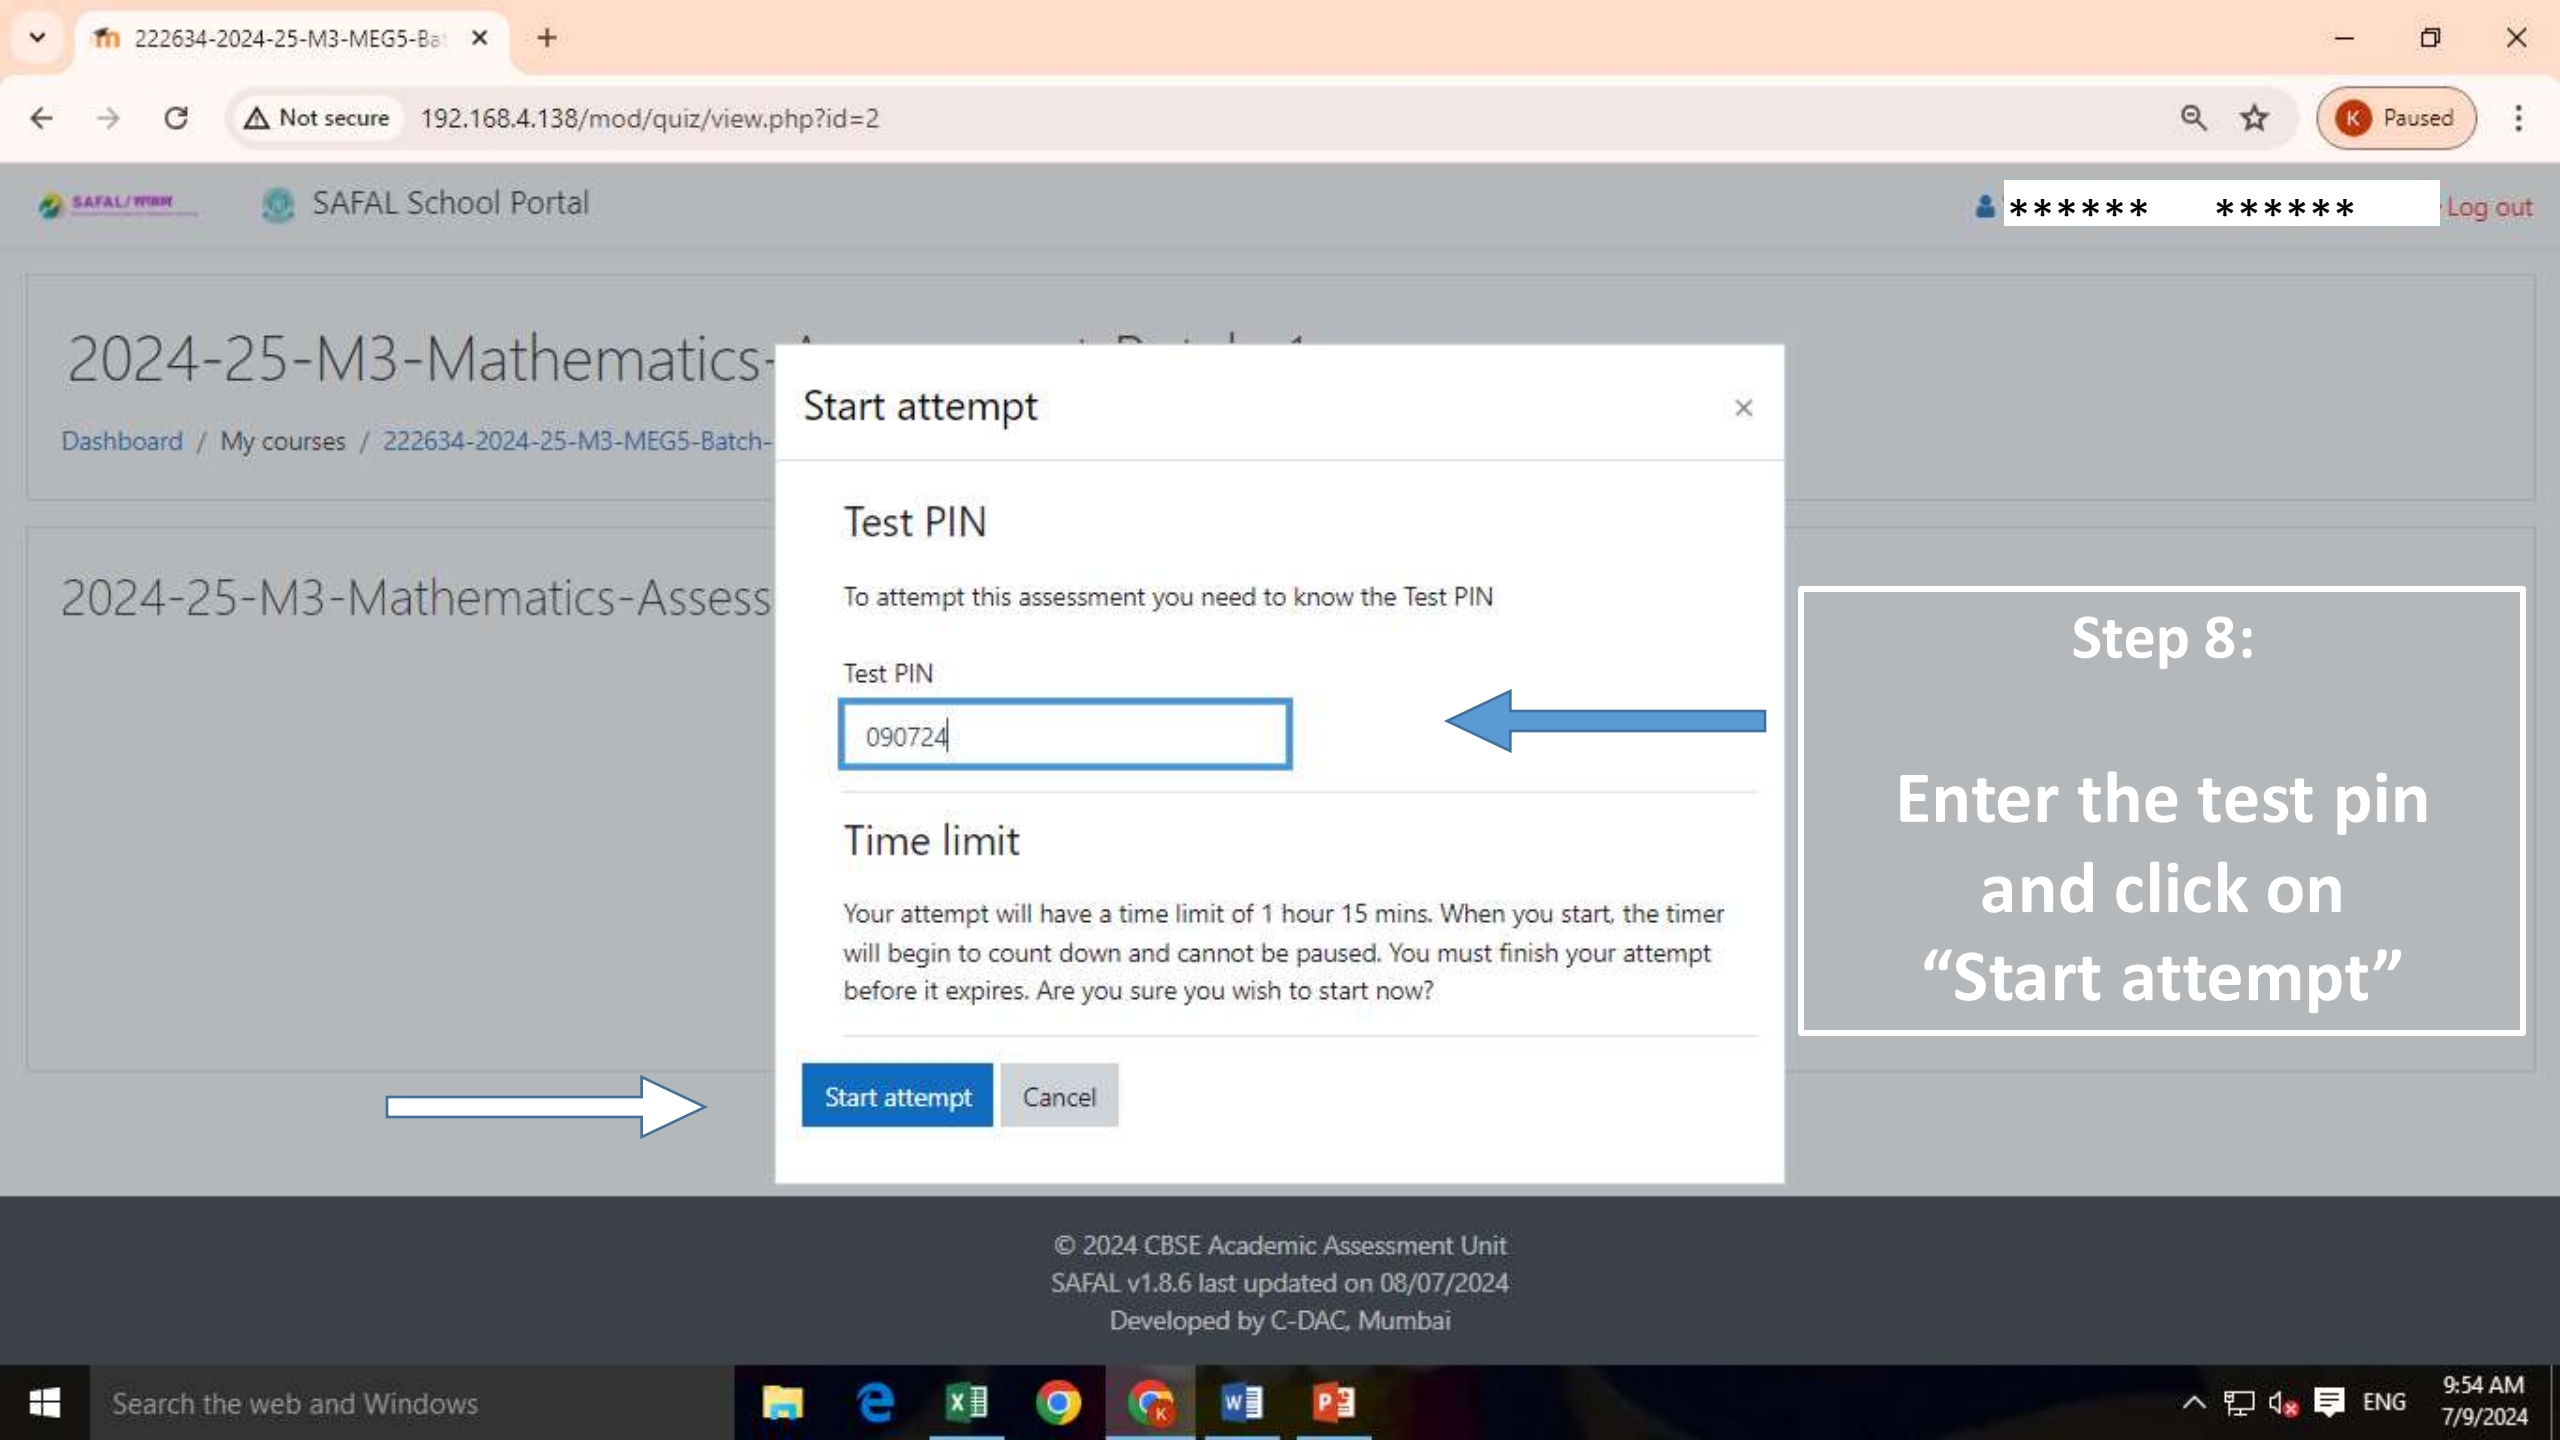 222634-2024-25-M3-MEG5-Ba
Not secure 192.168.4.138/mod/quiz/view.php?id=2
K Paused
SAFAL/ SAFAL School Portal
****** ****** Log out
2024-25-M3-Mathematics-
Dashboard / My courses / 222634-2024-25-M3-MEG5-Batch-
2024-25-M3-Mathematics-Assess
Start attempt
Test PIN
To attempt this assessment you need to know the Test PIN
Test PIN
090724
Time limit
Your attempt will have a time limit of 1 hour 15 mins. When you start, the timer
will begin to count down and cannot be paused. You must finish your attempt
before it expires. Are you sure you wish to start now?
Start attempt Cancel
Step 8:
Enter the test pin
and click on
“Start attempt”
© 2024 CBSE Academic Assessment Unit
SAFAL v1.8.6 last updated on 08/07/2024
Developed by C-DAC, Mumbai
Search the web and Windows
ENG
9:54 AM
7/9/2024